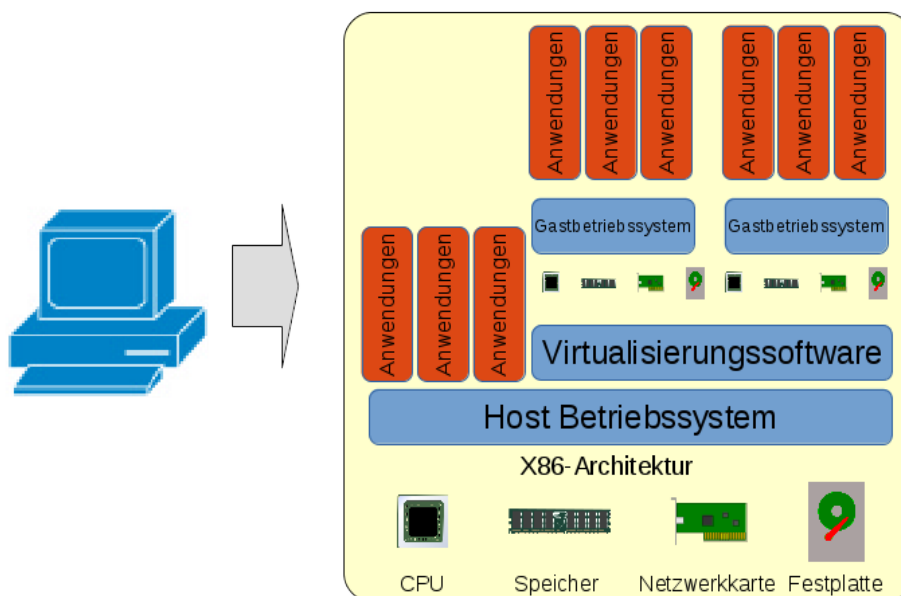 Anwendungen
Anwendungen
Anwendungen
Anwendungen
Anwendungen
Anwendungen
Gastbetriebssystem
Gastbetriebssystem
Anwendungen
Anwendungen
Anwendungen
Virtualisierungssoftware
Host Betriebssystem
X86-Architektur
CPU
Speicher
Netzwerkkarte
Festplatte